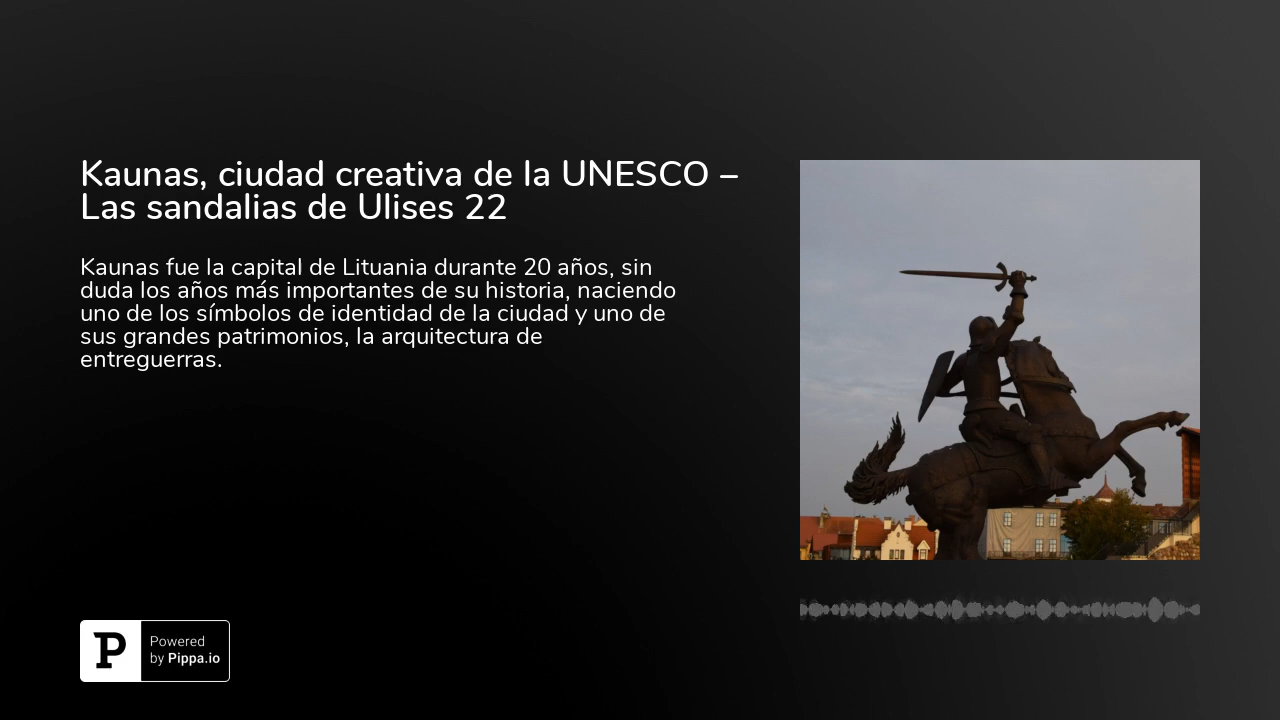 Kaunas, ciudad creativa de la UNESCO –
Las sandalias de Ulises 22
Kaunas fue la capital de Lituania durante 20 años, sin
duda los años más importantes de su historia, naciendo
uno de los símbolos de identidad de la ciudad y uno de
sus grandes patrimonios, la arquitectura de
entreguerras.
P
Powered
by Pippa.io